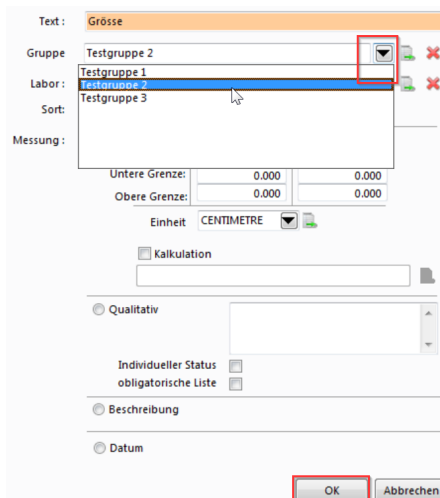 Text : Grösse
Gruppe Testgruppe 2
Testgruppe 1
Testgruppe 2
Testgruppe 3
Labor :
Sort:
Messung :
Untere Grenze: 0.000 0.000
Obere Grenze: 0.000 0.000
Einheit CENTIMETRE
Kalkulation
Qualitativ
Individueller Status
obligatorische Liste
Beschreibung
Datum
OK Abbrechen